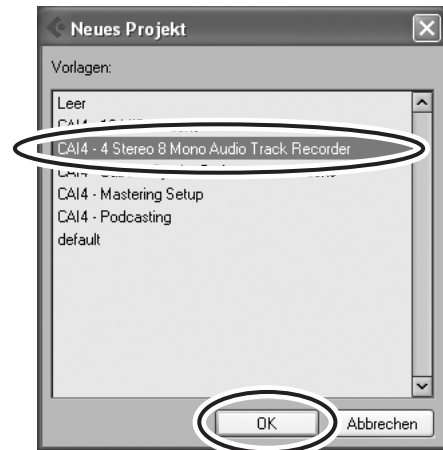 Neues Projekt
Vorlagen:
Leer
CAI4 - 4 Stereo 8 Mono Audio Track Recorder
CAI4 - Mastering Setup
CAI4 - Podcasting
default
OK
Abbrechen